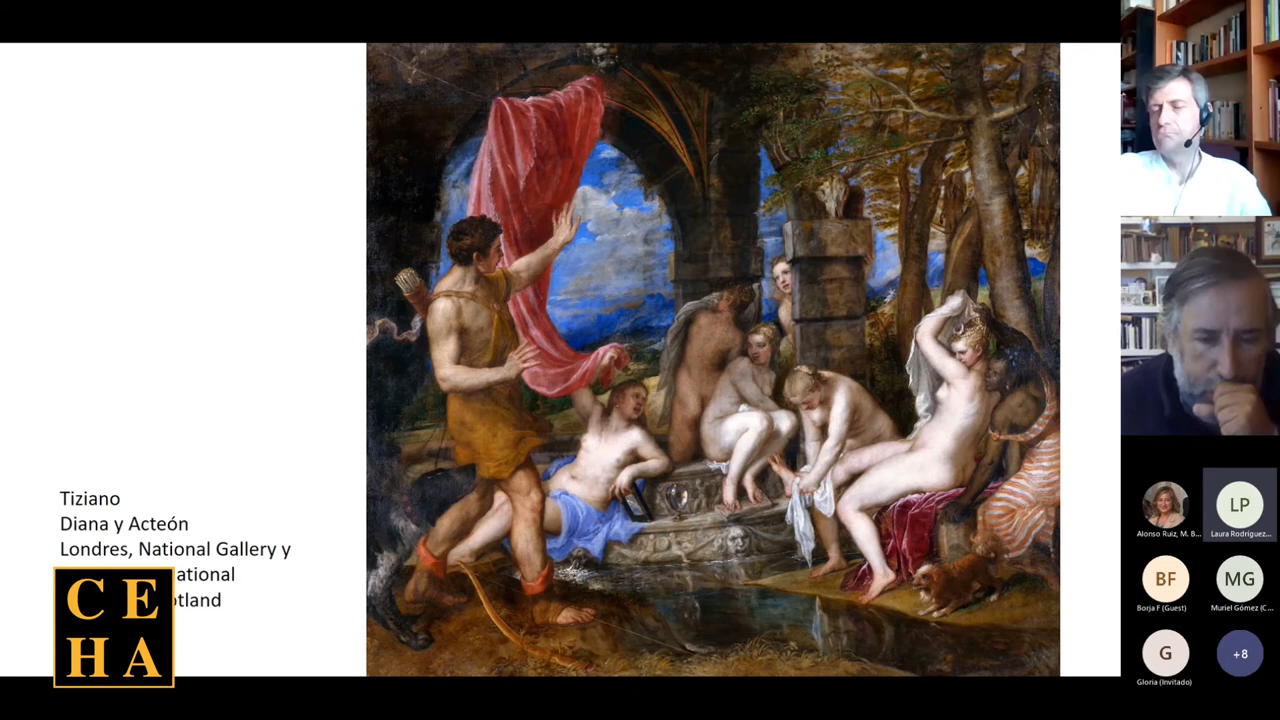 Tiziano
Diana y Acteón
Londres, National Gallery y
ational
otland
C E
H A
LP
Alonso Ruiz, M. B...
Laura Rodríguez...
BF
MG
Borja F (Guest)
Muriel Gómez (C...
G
+8
Gloria (Invitado)